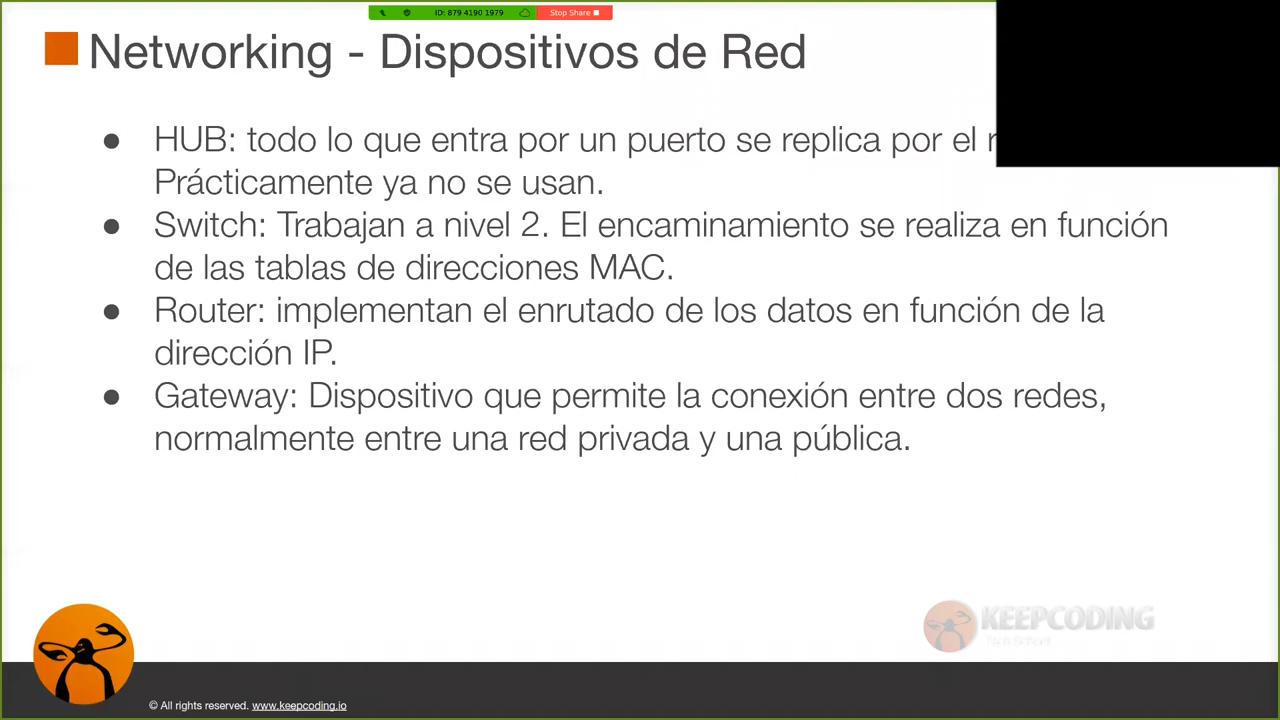 ID: 879 4190 1979
Stop Share
Networking - Dispositivos de Red
● HUB: todo lo que entra por un puerto se replica por el
Prácticamente ya no se usan.
● Switch: Trabajan a nivel 2. El encaminamiento se realiza en función
de las tablas de direcciones MAC.
● Router: implementan el enrutado de los datos en función de la
dirección IP.
● Gateway: Dispositivo que permite la conexión entre dos redes,
normalmente entre una red privada y una pública.
KEEPCODING
Tech School
© All rights reserved. www.keepcoding.io